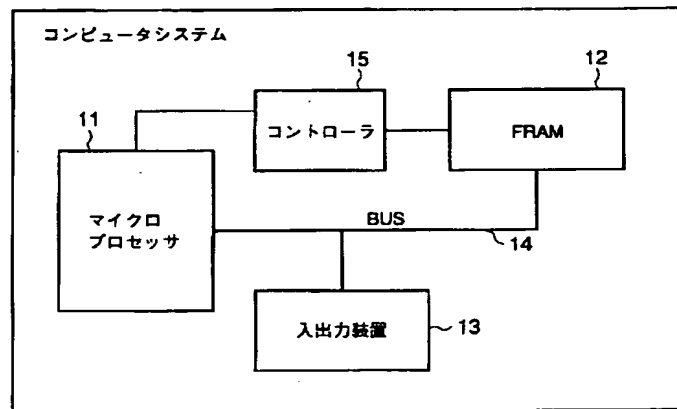 コンピュータシステム
15
12
11
コントローラ
FRAM
マイクロ
プロセッサ
BUS
14
入出力装置
13